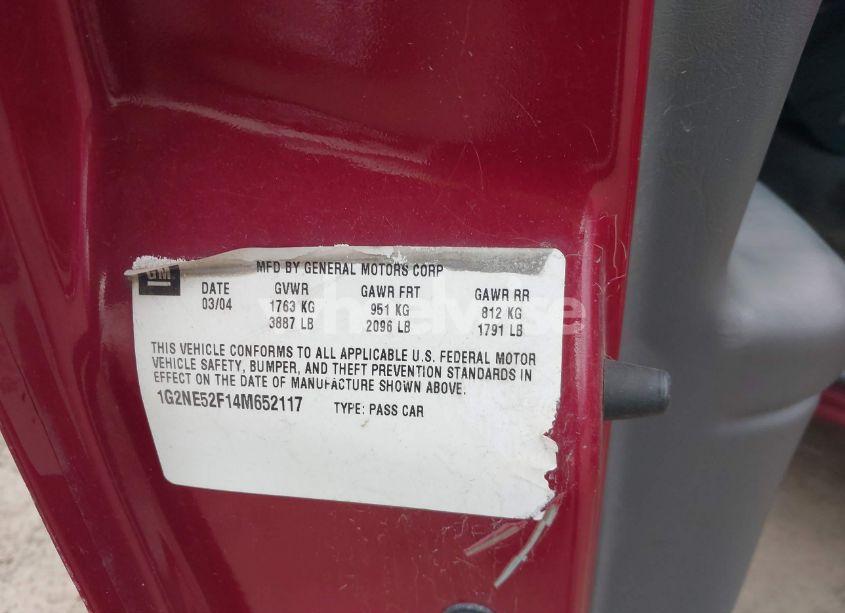 GM
MFD BY GENERAL MOTORS CORP
DATE GVWR GAWR FRT GAWR RR
03/04 1763 KG 951 KG 812 KG
3887 LB 2096 LB 1791 LB
THIS VEHICLE CONFORMS TO ALL APPLICABLE U.S. FEDERAL MOTOR
VEHICLE SAFETY, BUMPER, AND THEFT PREVENTION STANDARDS IN
EFFECT ON THE DATE OF MANUFACTURE SHOWN ABOVE.
1G2NE52F14M652117 TYPE: PASS CAR